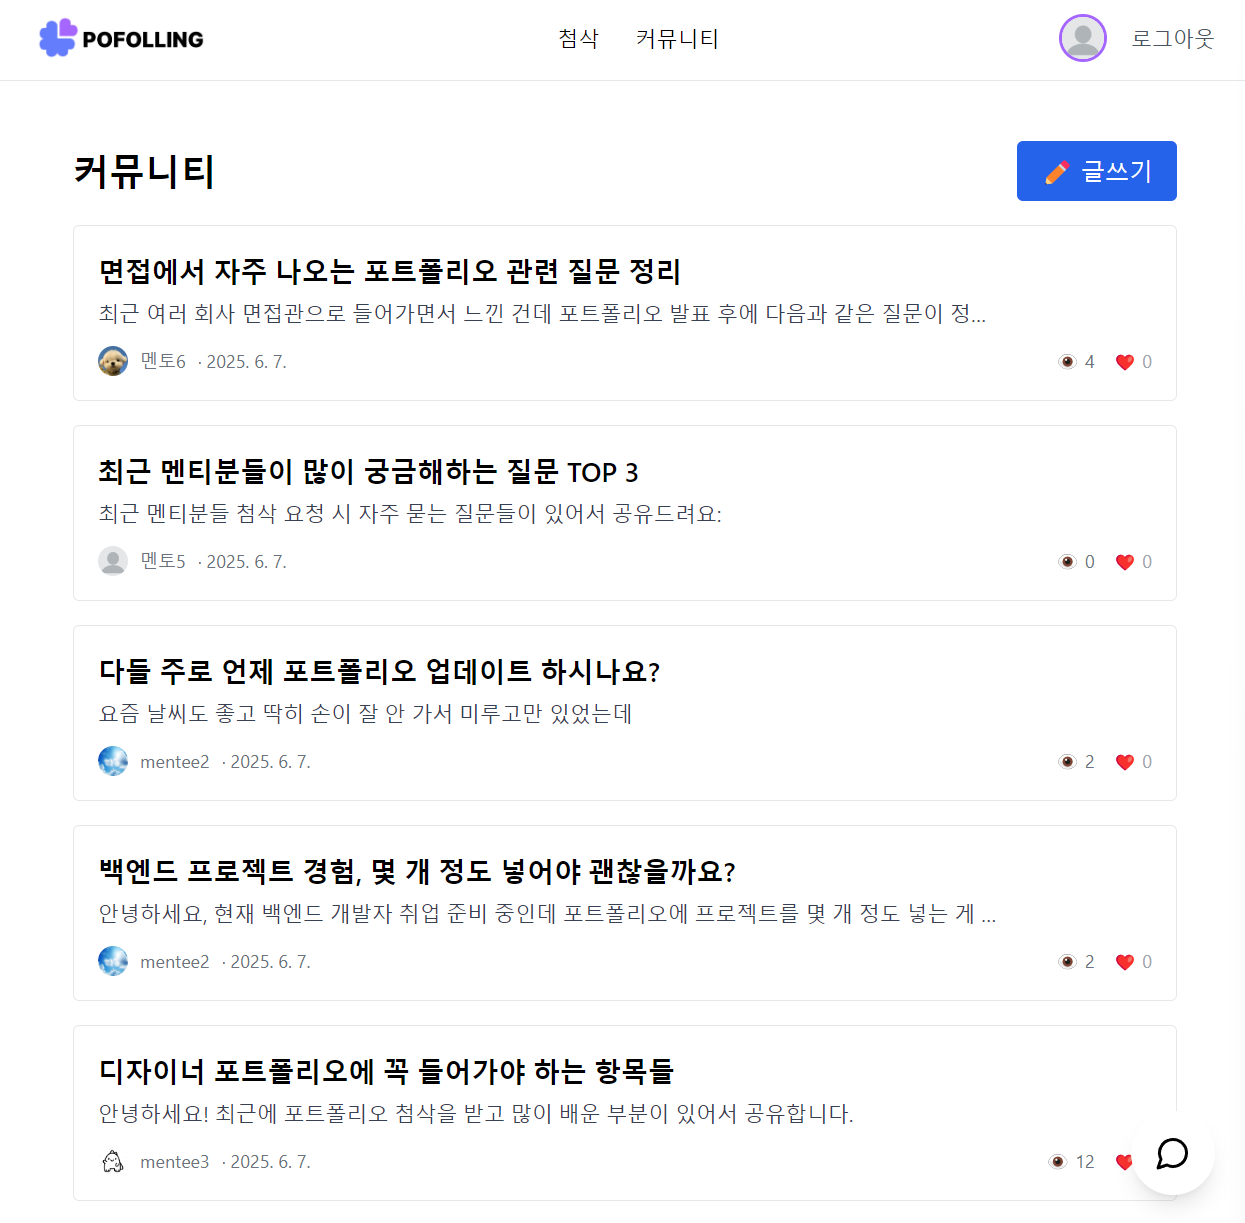 POFOLLING
첨삭
커뮤니티
로그아웃
커뮤니티
글쓰기
면접에서 자주 나오는 포트폴리오 관련 질문 정리
최근 여러 회사 면접관으로 들어가면서 느낀 건데 포트폴리오 발표 후에 다음과 같은 질문이 정...
멘토6 · 2025. 6. 7.
4
0
최근 멘티분들이 많이 궁금해하는 질문 TOP 3
최근 멘티분들 첨삭 요청 시 자주 묻는 질문들이 있어서 공유드려요:
멘토5 · 2025. 6. 7.
0
0
다들 주로 언제 포트폴리오 업데이트 하시나요?
요즘 날씨도 좋고 딱히 손이 잘 안 가서 미루고만 있었는데
mentee2 · 2025. 6. 7.
2
0
백엔드 프로젝트 경험, 몇 개 정도 넣어야 괜찮을까요?
안녕하세요, 현재 백엔드 개발자 취업 준비 중인데 포트폴리오에 프로젝트를 몇 개 정도 넣는 게 ...
mentee2 · 2025. 6. 7.
2
0
디자이너 포트폴리오에 꼭 들어가야 하는 항목들
안녕하세요! 최근에 포트폴리오 첨삭을 받고 많이 배운 부분이 있어서 공유합니다.
mentee3 · 2025. 6. 7.
12